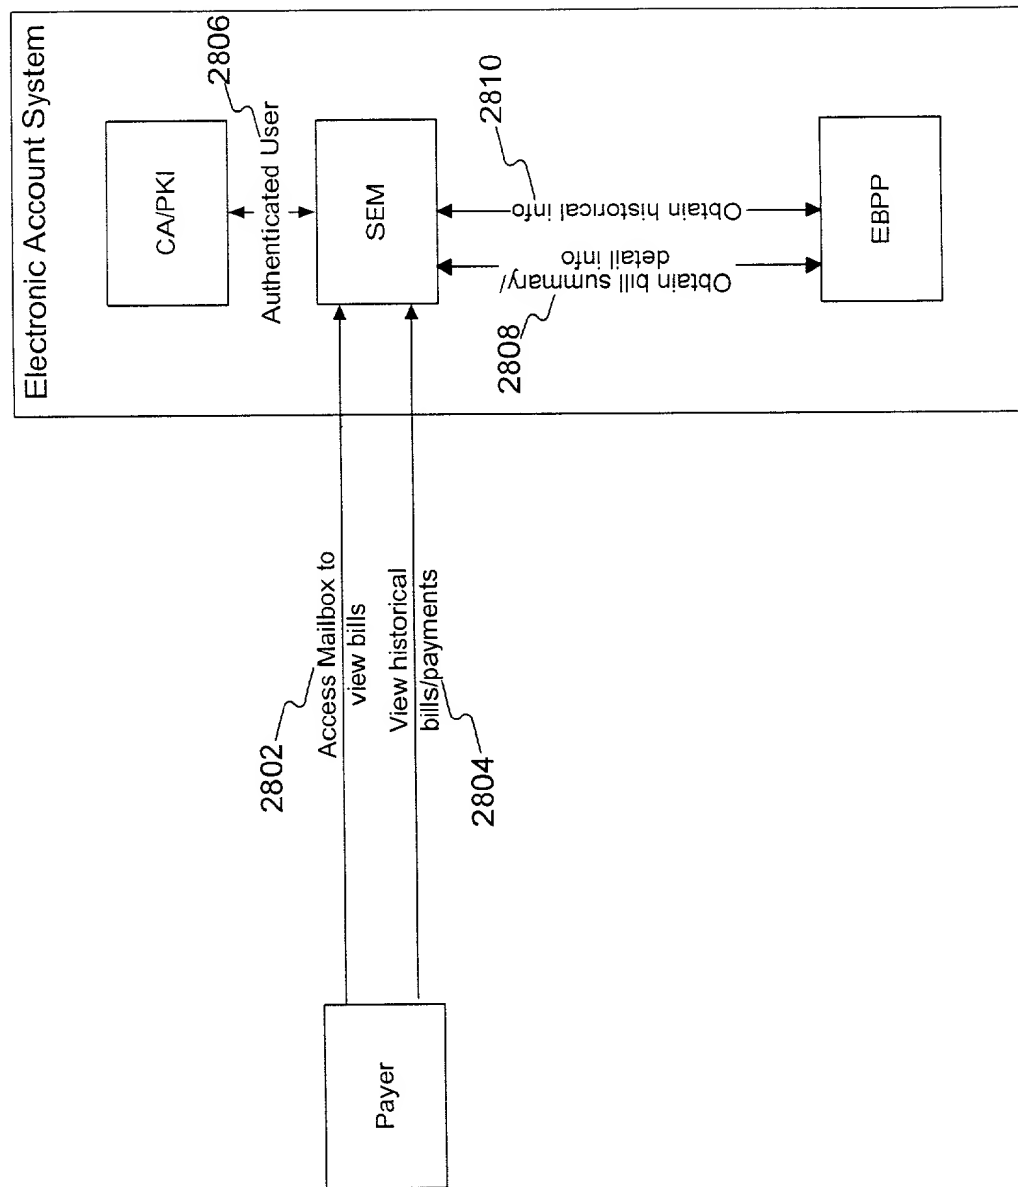 Electronic Account System
CA/PKI
2806
Authenticated User
SEM
2802
Access Mailbox to
view bills
View historical
bills/payments
2804
Payer
2808
Obtain bill summary/
detail info
Obtain historical info
2810
EBPP